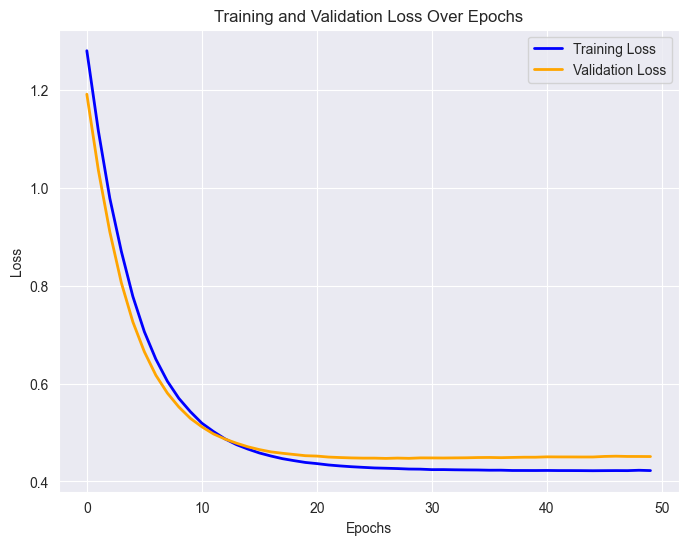 Training and Validation Loss Over Epochs
Training Loss
Validation Loss
1.2
1.0
0.8
0.6
0.4
Loss
0 10 20 30 40 50
Epochs